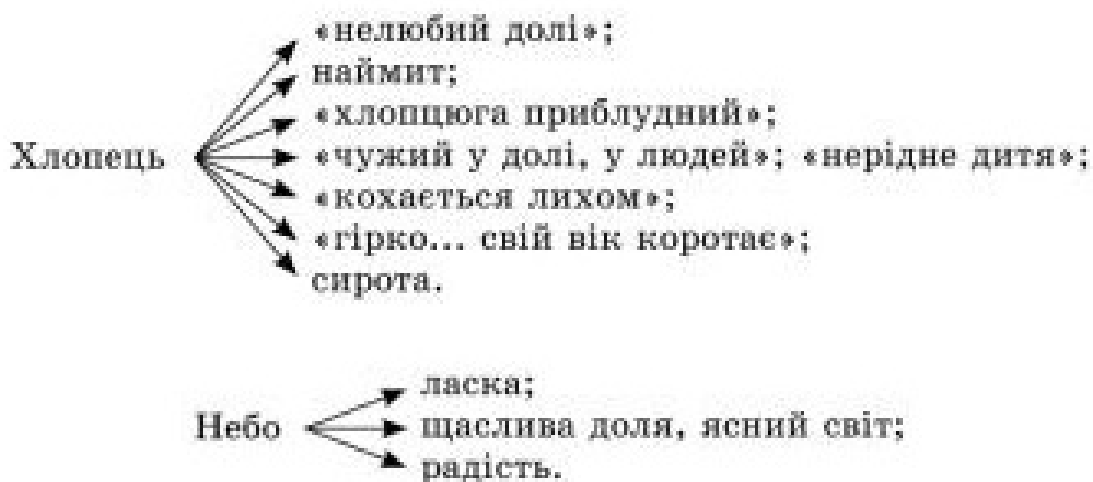 «нелюбий долі»;
наймит;
«хлопцюга приблудний»;
Хлопець «чужий у долі, у людей»; «нерідне дитя»;
«кохається лихом»;
«гірко... свій вік коротає»;
сирота.
ласка;
Небо щаслива доля, ясний світ;
радість.